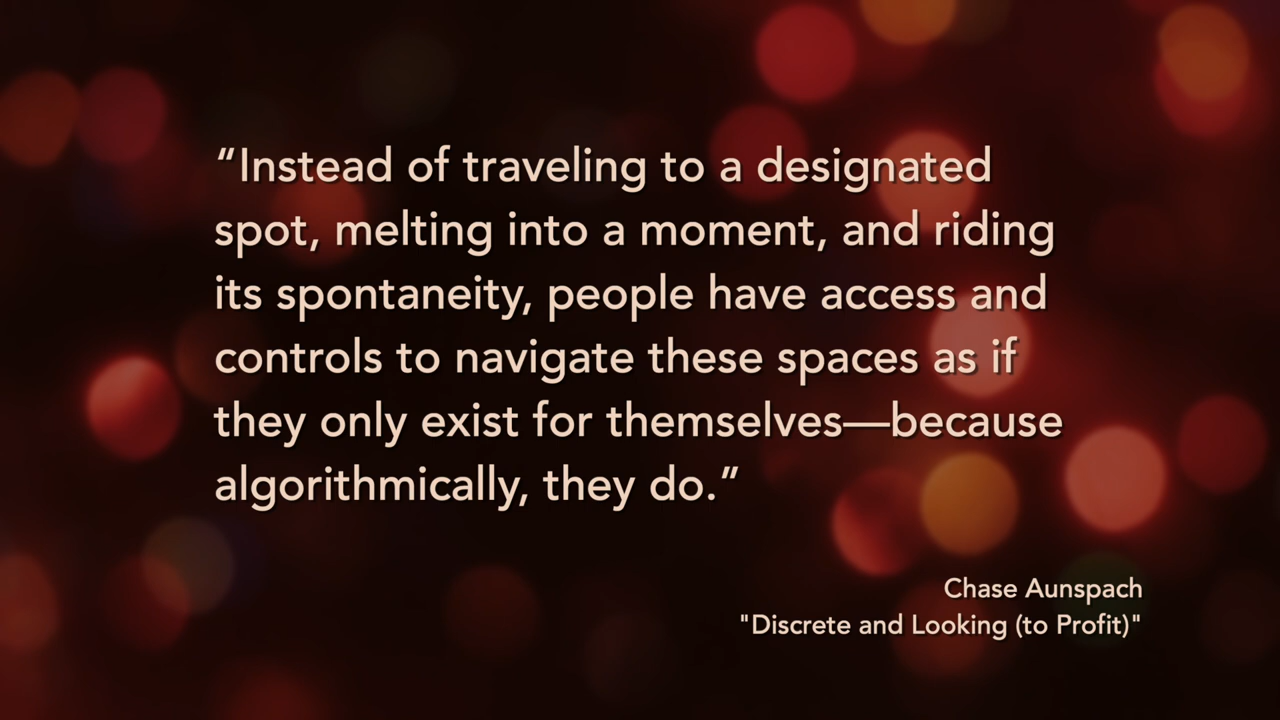 “Instead of traveling to a designated
spot, melting into a moment, and riding
its spontaneity, people have access and
controls to navigate these spaces as if
they only exist for themselves—because
algorithmically, they do.”
Chase Aunspach
"Discrete and Looking (to Profit)"